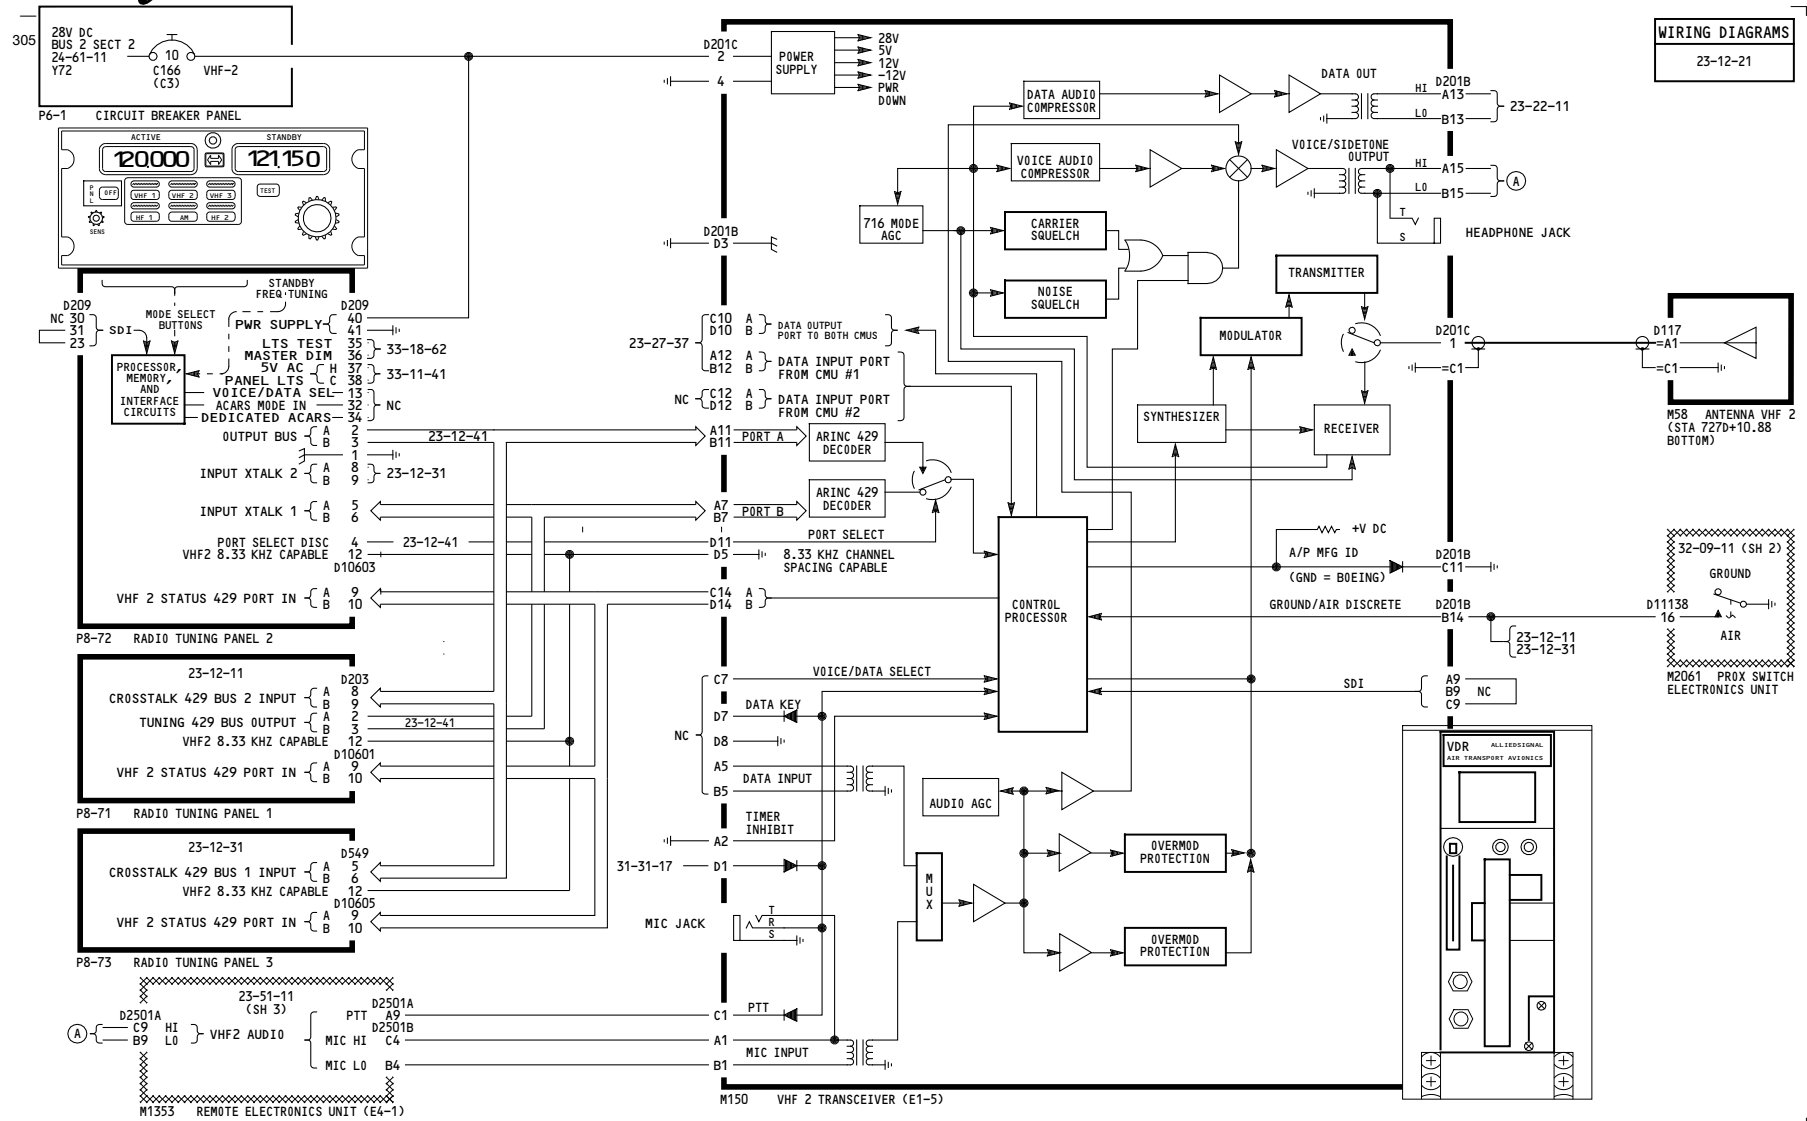 305
28V DC
BUS 2 SECT 2
24-61-11
Y72
10
C166
(C3)
VHF-2
P6-1 CIRCUIT BREAKER PANEL
ACTIVE
STANDBY
120.000
121.150
P
N
L
OFF
VHF 1
VHF 2
VHF 3
TEST
HF 1
AM
HF 2
SENS
STANDBY
FREQ TUNING
MODE SELECT
BUTTONS
D209
NC 30
31
23
SDI
PROCESSOR,
MEMORY,
AND
INTERFACE
CIRCUITS
D209
PWR SUPPLY 40
41
LTS TEST 35
MASTER DIM 36
33-18-62
5V AC H 37
PANEL LTS C 38
33-11-41
VOICE/DATA SEL 13
ACARS MODE IN 32
DEDICATED ACARS 34
NC
OUTPUT BUS A 2
B 3
23-12-41
1
INPUT XTALK 2 A 8
B 9
23-12-31
INPUT XTALK 1 A 5
B 6
PORT SELECT DISC 4
23-12-41
VHF2 8.33 KHZ CAPABLE 12
D10603
VHF 2 STATUS 429 PORT IN A 9
B 10
P8-72 RADIO TUNING PANEL 2
23-12-11
D203
CROSSTALK 429 BUS 2 INPUT A 8
B 9
TUNING 429 BUS OUTPUT A 2
B 3
23-12-41
VHF2 8.33 KHZ CAPABLE 12
D10601
VHF 2 STATUS 429 PORT IN A 9
B 10
P8-71 RADIO TUNING PANEL 1
23-12-31
D549
CROSSTALK 429 BUS 1 INPUT A 5
B 6
VHF2 8.33 KHZ CAPABLE 12
D10605
VHF 2 STATUS 429 PORT IN A 9
B 10
P8-73 RADIO TUNING PANEL 3
23-51-11
(SH 3)
D2501A
A
C9 HI
B9 LO
VHF2 AUDIO
D2501A
PTT A9
D2501B
MIC HI C4
MIC LO B4
M1353 REMOTE ELECTRONICS UNIT (E4-1)
D201C
2
4
POWER
SUPPLY
28V
5V
12V
-12V
PWR
DOWN
D201B
D3
23-27-37
C10 A
D10 B
DATA OUTPUT
PORT TO BOTH CMUS
A12 A
B12 B
DATA INPUT PORT
FROM CMU #1
NC
C12 A
D12 B
DATA INPUT PORT
FROM CMU #2
A11
B11
PORT A
ARINC 429
DECODER
A7
B7
PORT B
ARINC 429
DECODER
D11
PORT SELECT
D5
8.33 KHZ CHANNEL
SPACING CAPABLE
C14 A
D14 B
NC
C7
VOICE/DATA SELECT
D7
DATA KEY
D8
A5
DATA INPUT
B5
TIMER
INHIBIT
A2
31-31-17
D1
MIC JACK
T
R
S
C1
PTT
A1
MIC INPUT
B1
M150 VHF 2 TRANSCEIVER (E1-5)
DATA AUDIO
COMPRESSOR
VOICE AUDIO
COMPRESSOR
716 MODE
AGC
CARRIER
SQUELCH
NOISE
SQUELCH
TRANSMITTER
MODULATOR
SYNTHESIZER
RECEIVER
CONTROL
PROCESSOR
AUDIO AGC
M
U
X
OVERMOD
PROTECTION
OVERMOD
PROTECTION
DATA OUT
D201B
HI A13
LO B13
23-22-11
VOICE/SIDETONE
OUTPUT
HI A15
LO B15
A
T
S
HEADPHONE JACK
D201C
1
=C1
D117
=A1
=C1
M58 ANTENNA VHF 2
(STA 727D+10.88
BOTTOM)
+V DC
A/P MFG ID
(GND = BOEING)
D201B
C11
GROUND/AIR DISCRETE
D201B
B14
23-12-11
23-12-31
D11138
16
32-09-11 (SH 2)
GROUND
AIR
M2061 PROX SWITCH
ELECTRONICS UNIT
SDI
A9
B9
C9
NC
VDR
ALLIEDSIGNAL
AIR TRANSPORT AVIONICS
WIRING DIAGRAMS
23-12-21